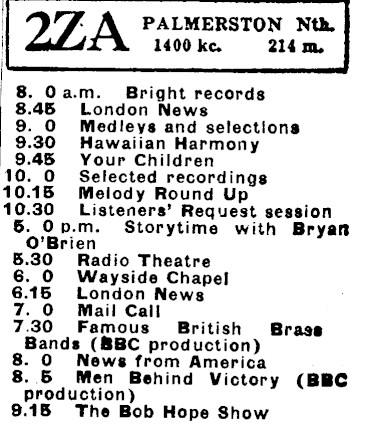 2ZA PALMERSTON Nth.
1400 kc. 214 m.
8. 0 a.m. Bright records
8.45 London News
9. 0 Medleys and selections
9.30 Hawaiian Harmony
9.45 Your Children
10. 0 Selected recordings
10.15 Melody Round Up
10.30 Listeners' Request session
5. 0 p.m. Storytime with Bryan
O'Brien
5.30 Radio Theatre
6. 0 Wayside Chapel
6.15 London News
7. 0 Mail Call
7.30 Famous British Brass
Bands (BBC production)
8. 0 News from America
8. 5 Men Behind Victory (BBC
production)
9.15 The Bob Hope Show